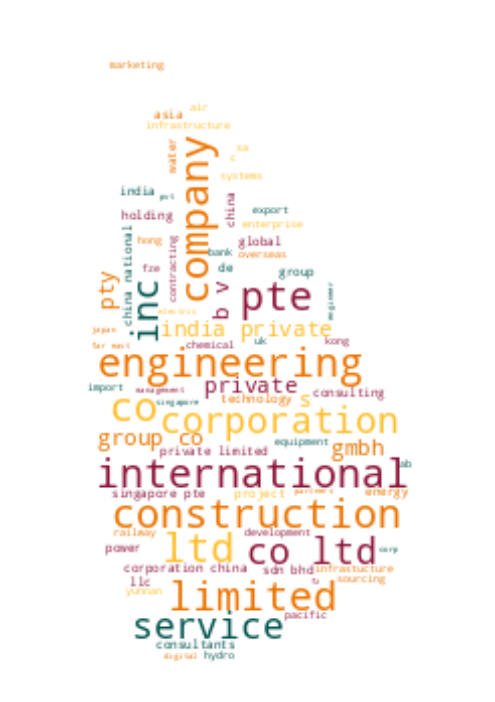 marketing
air
asia
infrastructure
water
company
sa
c
systems
india
pvt
china
holding
export
enterprise
hong
contracting
china national
global
bank
overseas
fze
de
group
pty
inc
b v
pte
engineer
electric
japan
india private
far east
chemical
uk
kong
engineering
import
management
private
consulting
singapore
technology
s
co
corporation
group co
equipment
gmbh
private limited
ab
international
singapore pte
project
partners
energy
construction
railway
development
power
ltd
co ltd
corp
corporation china
sdn bhd
infrastucture
llc
sourcing
yunnan
limited
pacific
service
consultants
digital
hydro